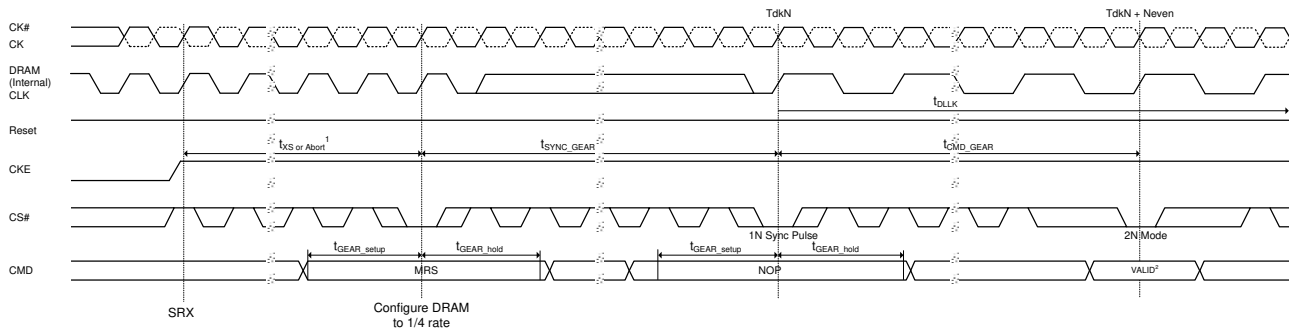 TdkN
TdkN + Neven
CK#
CK
DRAM
(Internal)
CLK
tDLLK
Reset
tXS or Abort1
tSYNC_GEAR
tCMD_GEAR
CKE
CS#
1N Sync Pulse
2N Mode
tGEAR_setup
tGEAR_hold
tGEAR_setup
tGEAR_hold
CMD
MRS
NOP
VALID2
SRX
Configure DRAM
to 1/4 rate